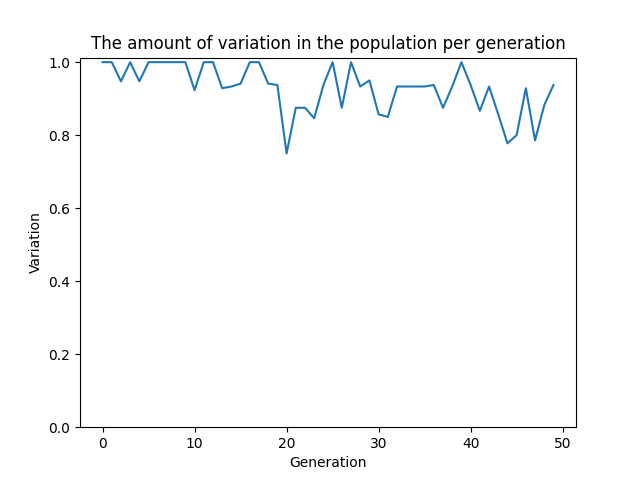 The amount of variation in the population per generation
1.0
0.8
0.6
0.4
0.2
0.0
Variation
0 10 20 30 40 50
Generation